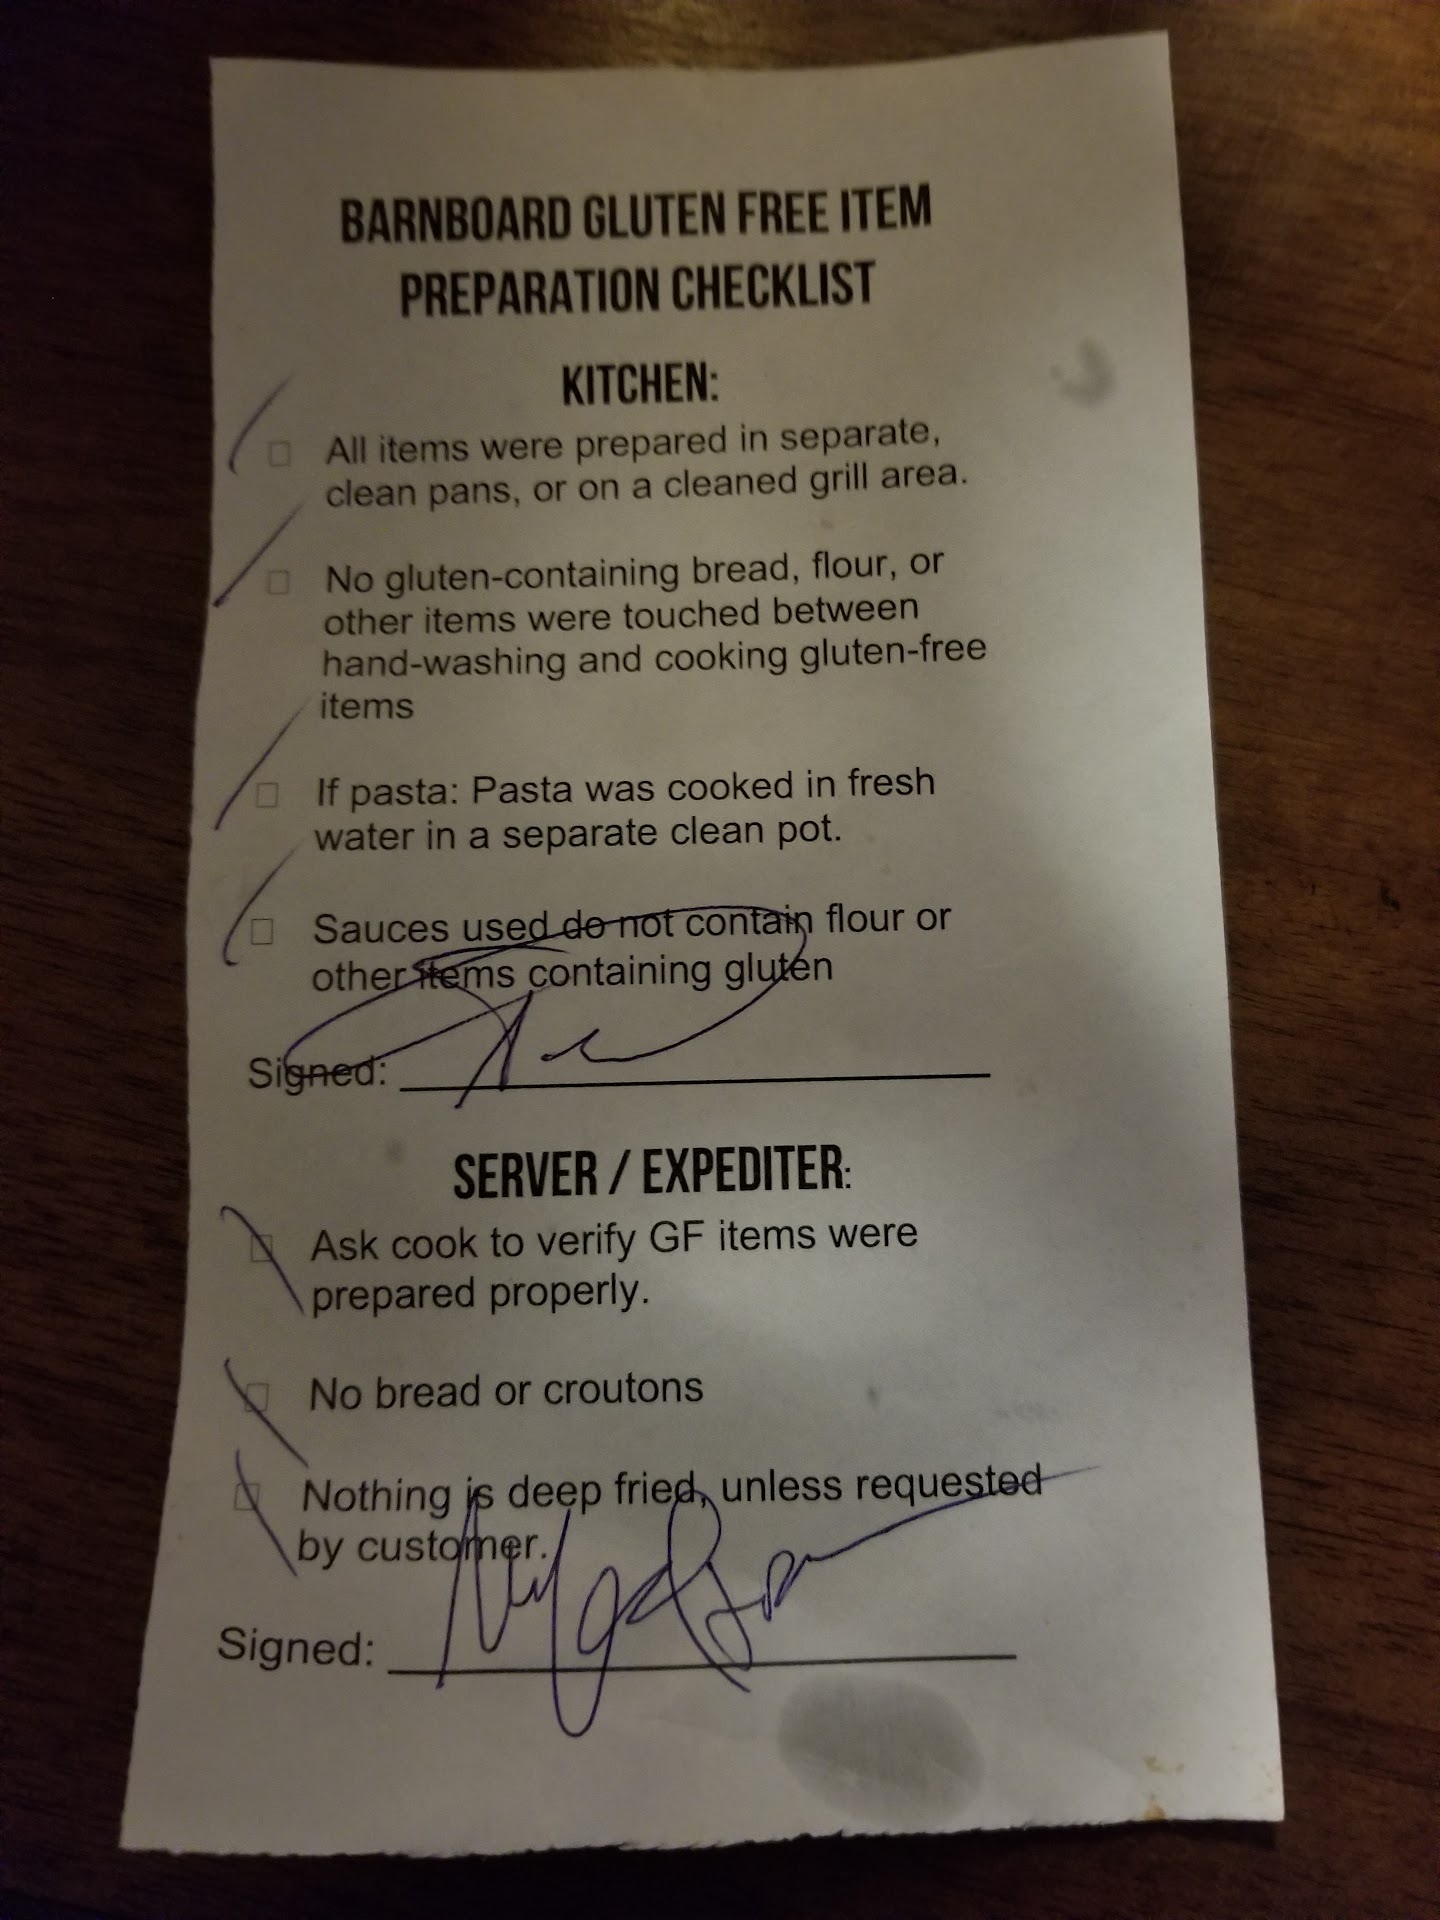 BARNBOARD GLUTEN FREE ITEM
PREPARATION CHECKLIST
KITCHEN:
All items were prepared in separate,
clean pans, or on a cleaned grill area.
No gluten-containing bread, flour, or
other items were touched between
hand-washing and cooking gluten-free
items
If pasta: Pasta was cooked in fresh
water in a separate clean pot.
Sauces used do not contain flour or
other items containing gluten
Signed:
SERVER / EXPEDITER:
Ask cook to verify GF items were
prepared properly.
No bread or croutons
Nothing is deep fried, unless requested
by customer.
Signed: